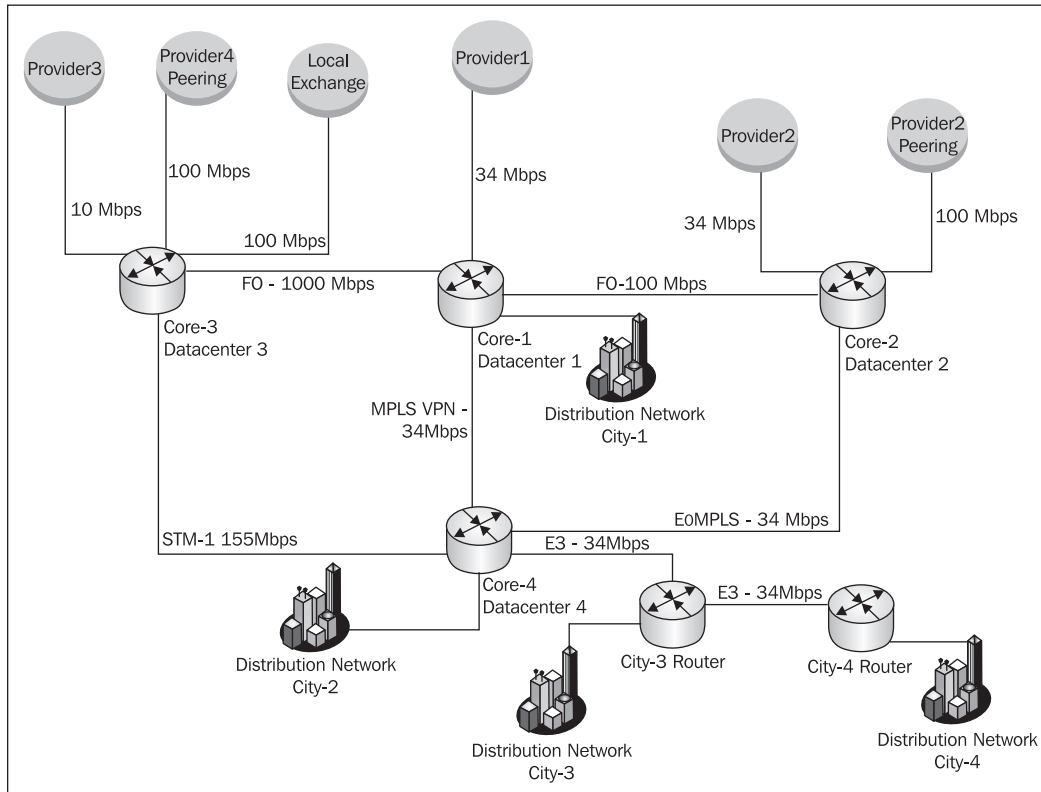 Provider3
Provider4
Peering
Local
Exchange
Provider1
Provider2
Provider2
Peering
100 Mbps
34 Mbps
10 Mbps
34 Mbps
100 Mbps
100 Mbps
FO - 1000 Mbps
FO-100 Mbps
Core-3
Datacenter 3
Core-1
Datacenter 1
Core-2
Datacenter 2
MPLS VPN -
34Mbps
Distribution Network
City-1
EoMPLS - 34 Mbps
STM-1 155Mbps
E3 - 34Mbps
Core-4
Datacenter 4
E3 - 34Mbps
City-3 Router
City-4 Router
Distribution Network
City-2
Distribution Network
City-3
Distribution Network
City-4